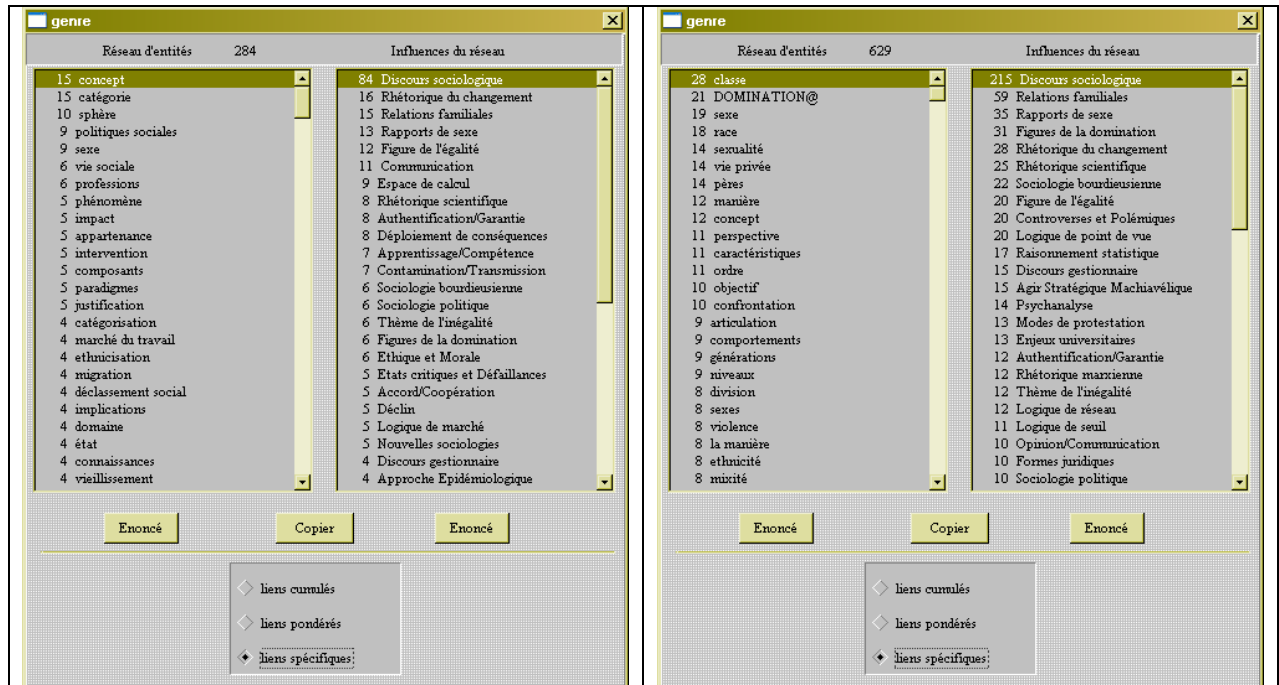 genre
Réseau d'entités 284 Influences du réseau
15 concept
15 catégorie
10 sphère
9 politiques sociales
9 sexe
6 vie sociale
6 professions
5 phénomène
5 impact
5 appartenance
5 intervention
5 composants
5 paradigmes
5 justification
4 catégorisation
4 marché du travail
4 ethnicisation
4 migration
4 déclassement social
4 implications
4 domaine
4 état
4 connaissances
4 vieillissement
84 Discours sociologique
16 Rhétorique du changement
15 Relations familiales
13 Rapports de sexe
12 Figure de l'égalité
11 Communication
9 Espace de calcul
8 Rhétorique scientifique
8 Authentification/Garantie
8 Déploiement de conséquences
7 Apprentissage/Compétence
7 Contamination/Transmission
6 Sociologie bourdieusienne
6 Sociologie politique
6 Thème de l'inégalité
6 Figures de la domination
6 Ethique et Morale
5 Etats critiques et Défaillances
5 Accord/Coopération
5 Déclin
5 Logique de marché
5 Nouvelles sociologies
4 Discours gestionnaire
4 Approche Epidémiologique
Enoncé Copier Enoncé
liens cumulés
liens pondérés
liens spécifiques
genre
Réseau d'entités 629 Influences du réseau
28 classe
21 DOMINATION@
19 sexe
18 race
14 sexualité
14 vie privée
14 pères
12 manière
12 concept
11 perspective
11 caractéristiques
11 ordre
10 objectif
10 confrontation
9 articulation
9 comportements
9 générations
9 niveaux
8 division
8 sexes
8 violence
8 la manière
8 ethnicité
8 mixité
215 Discours sociologique
59 Relations familiales
35 Rapports de sexe
31 Figures de la domination
28 Rhétorique du changement
25 Rhétorique scientifique
22 Sociologie bourdieusienne
20 Figure de l'égalité
20 Controverses et Polémiques
20 Logique de point de vue
17 Raisonnement statistique
15 Discours gestionnaire
15 Agir Stratégique Machiavélique
14 Psychanalyse
13 Modes de protestation
13 Enjeux universitaires
12 Authentification/Garantie
12 Rhétorique marxienne
12 Thème de l'inégalité
12 Logique de réseau
11 Logique de seuil
10 Opinion/Communication
10 Formes juridiques
10 Sociologie politique
Enoncé Copier Enoncé
liens cumulés
liens pondérés
liens spécifiques